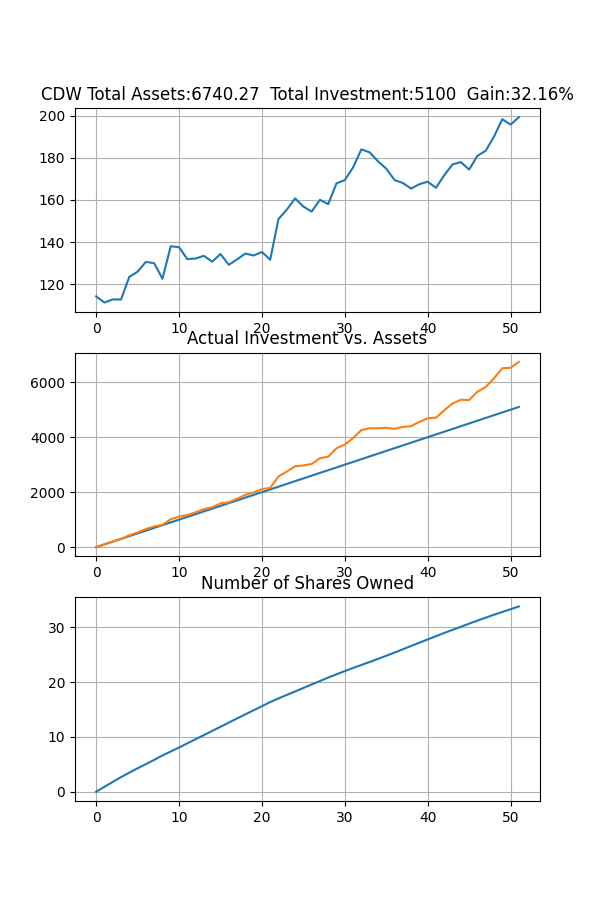 CDW Total Assets:6740.27  Total Investment:5100  Gain:32.16%
200
180
160
140
120
0 10 20 30 40 50
Actual Investment vs. Assets
6000
4000
2000
0
0 10 20 30 40 50
Number of Shares Owned
30
20
10
0
0 10 20 30 40 50